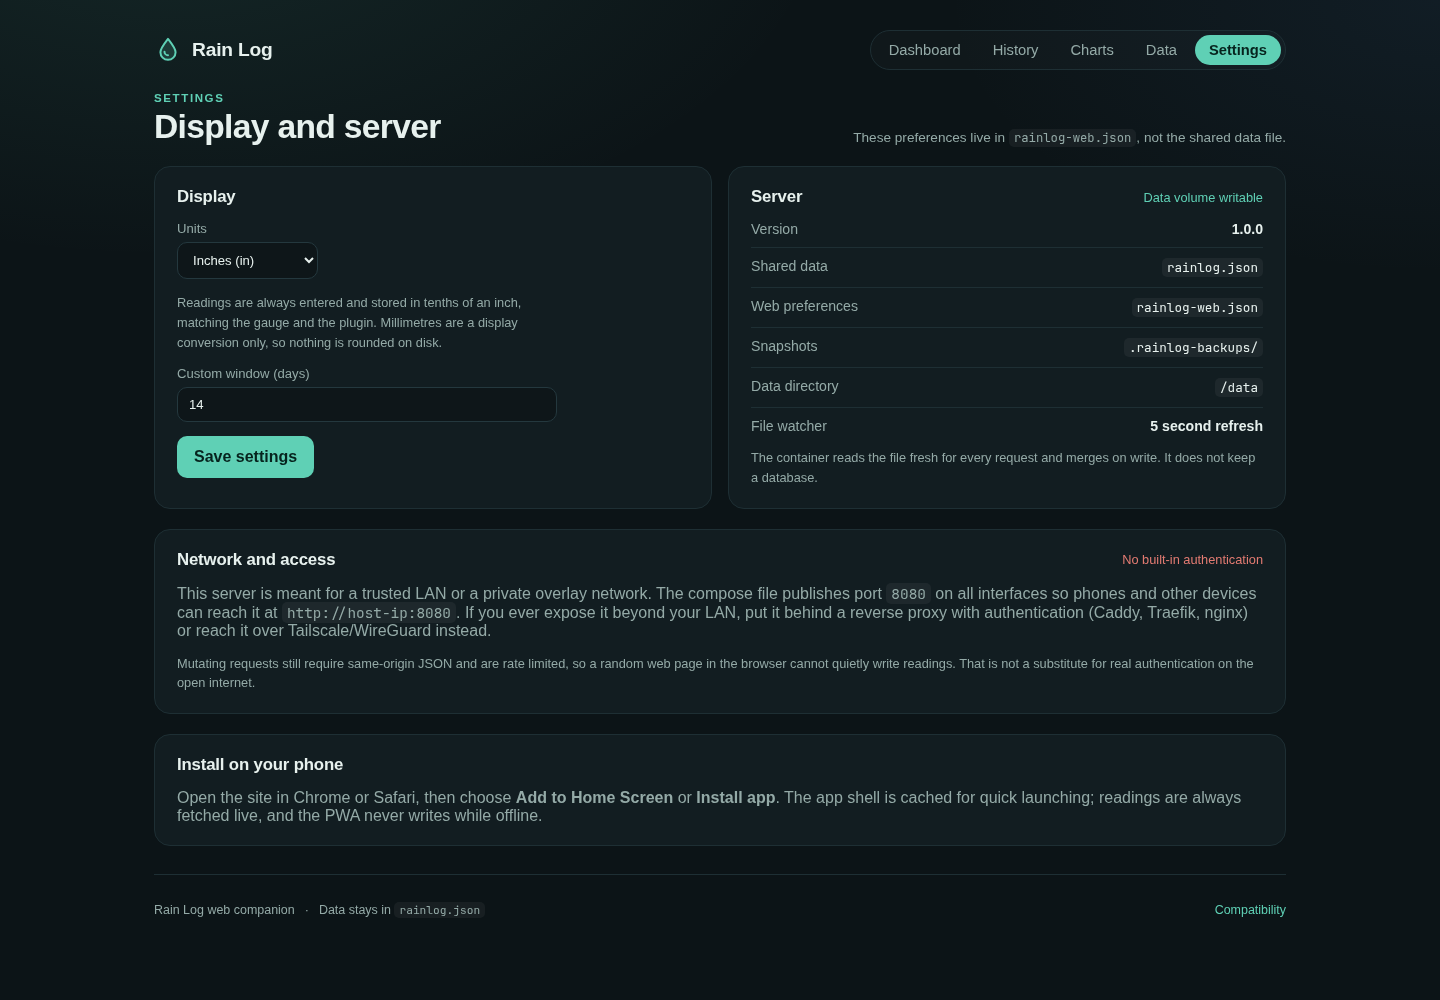 Rain Log
Dashboard
History
Charts
Data
Settings
SETTINGS
Display and server
These preferences live in rainlog-web.json, not the shared data file.
Display
Units
Inches (in)
Readings are always entered and stored in tenths of an inch,
matching the gauge and the plugin. Millimetres are a display
conversion only, so nothing is rounded on disk.
Custom window (days)
14
Save settings
Server
Data volume writable
Version
1.0.0
Shared data
rainlog.json
Web preferences
rainlog-web.json
Snapshots
.rainlog-backups/
Data directory
/data
File watcher
5 second refresh
The container reads the file fresh for every request and merges on write. It does not keep
a database.
Network and access
No built-in authentication
This server is meant for a trusted LAN or a private overlay network. The compose file publishes port 8080 on all interfaces so phones and other devices
can reach it at http://host-ip:8080. If you ever expose it beyond your LAN, put it behind a reverse proxy with authentication (Caddy, Traefik, nginx)
or reach it over Tailscale/WireGuard instead.
Mutating requests still require same-origin JSON and are rate limited, so a random web page in the browser cannot quietly write readings. That is not a substitute for real authentication on the
open internet.
Install on your phone
Open the site in Chrome or Safari, then choose Add to Home Screen or Install app. The app shell is cached for quick launching; readings are always
fetched live, and the PWA never writes while offline.
Rain Log web companion · Data stays in rainlog.json
Compatibility